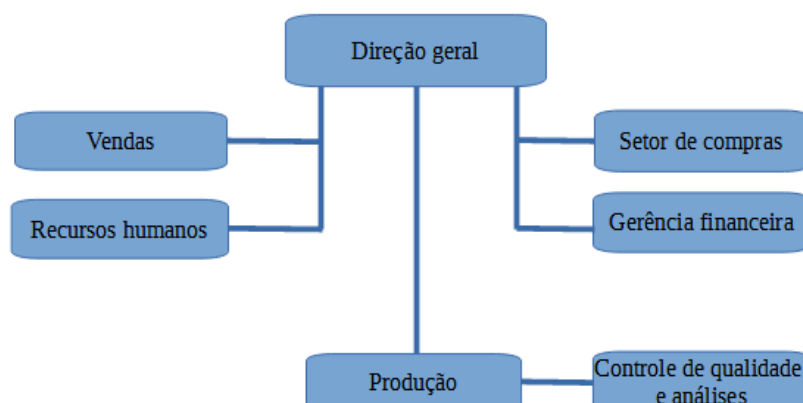 Direção geral
Vendas
Setor de compras
Recursos humanos
Gerência financeira
Produção
Controle de qualidade
e análises